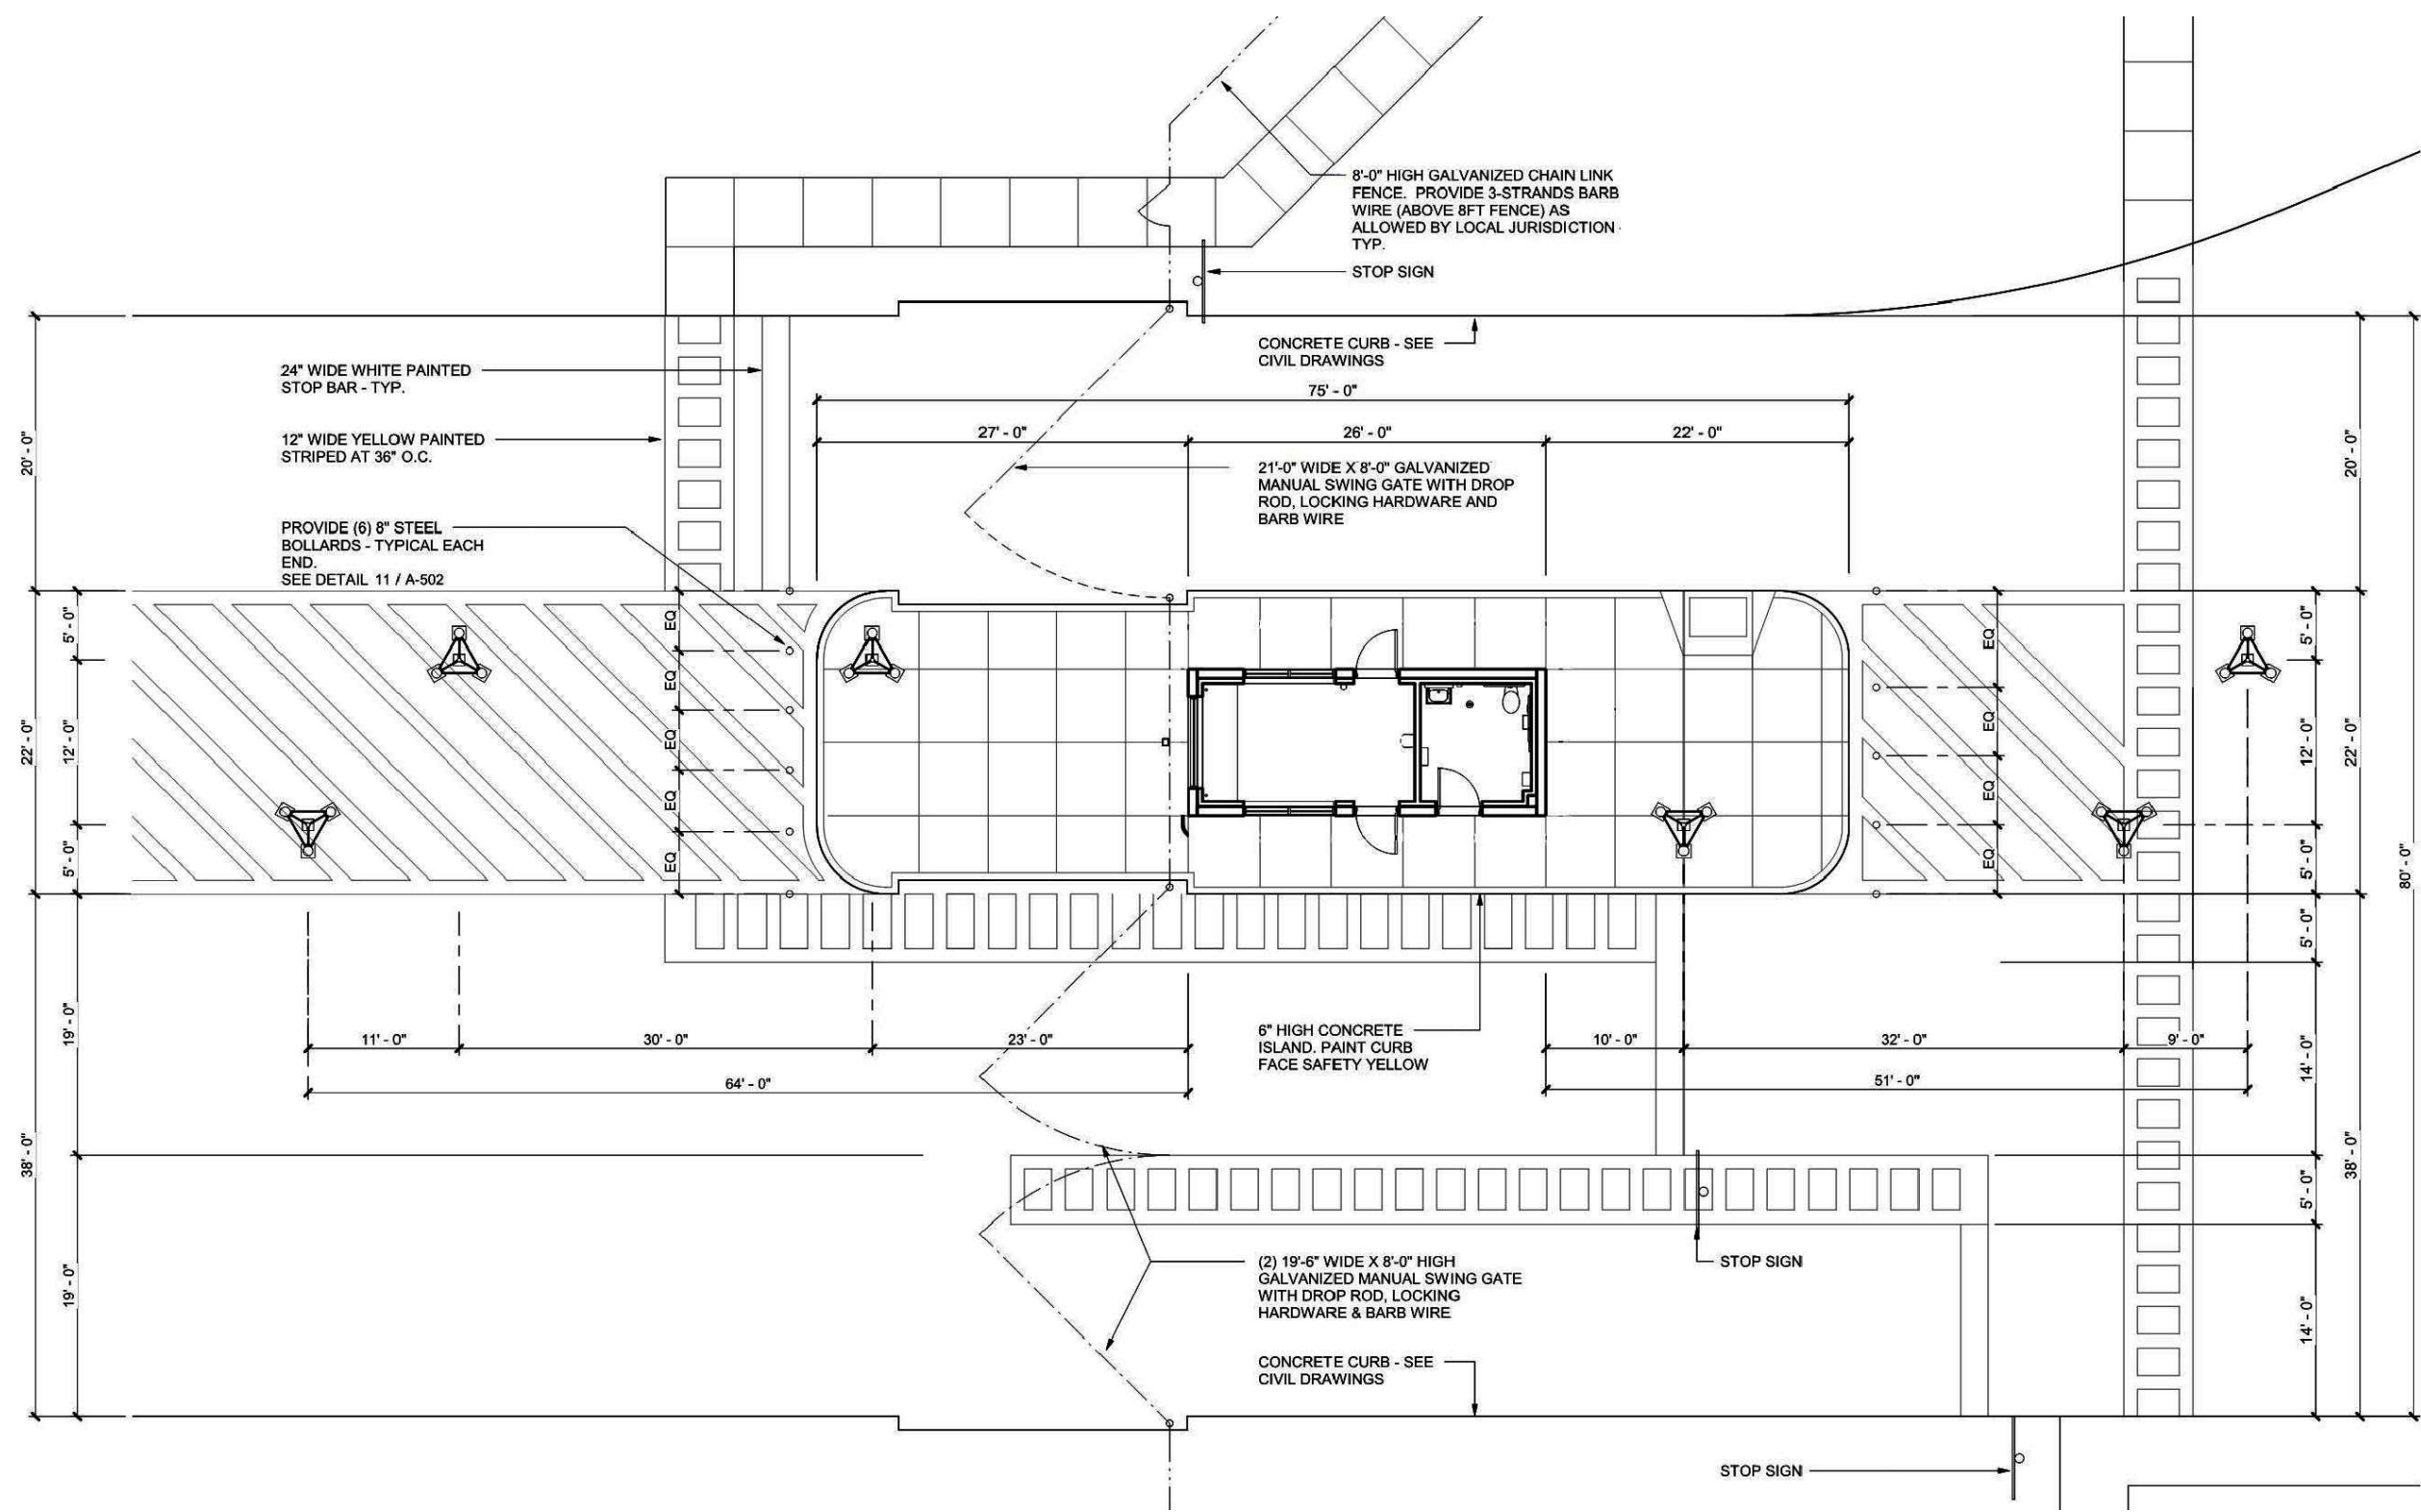 8'-0" HIGH GALVANIZED CHAIN LINK
FENCE. PROVIDE 3-STRANDS BARB
WIRE (ABOVE 8FT FENCE) AS
ALLOWED BY LOCAL JURISDICTION -
TYP.
STOP SIGN
CONCRETE CURB - SEE
CIVIL DRAWINGS
24" WIDE WHITE PAINTED
STOP BAR - TYP.
12" WIDE YELLOW PAINTED
STRIPED AT 36" O.C.
PROVIDE (6) 8" STEEL
BOLLARDS - TYPICAL EACH
END.
SEE DETAIL 11 / A-502
75' - 0"
27' - 0"
26' - 0"
22' - 0"
21'-0" WIDE X 8'-0" GALVANIZED
MANUAL SWING GATE WITH DROP
ROD, LOCKING HARDWARE AND
BARB WIRE
20' - 0"
22' - 0"
38' - 0"
5' - 0"
12' - 0"
5' - 0"
19' - 0"
19' - 0"
EQ
EQ
EQ
EQ
EQ
EQ
EQ
EQ
EQ
20' - 0"
22' - 0"
38' - 0"
80' - 0"
5' - 0"
12' - 0"
5' - 0"
5' - 0"
14' - 0"
5' - 0"
14' - 0"
11' - 0"
30' - 0"
23' - 0"
64' - 0"
10' - 0"
32' - 0"
9' - 0"
51' - 0"
6" HIGH CONCRETE
ISLAND. PAINT CURB
FACE SAFETY YELLOW
(2) 19'-6" WIDE X 8'-0" HIGH
GALVANIZED MANUAL SWING GATE
WITH DROP ROD, LOCKING
HARDWARE & BARB WIRE
STOP SIGN
CONCRETE CURB - SEE
CIVIL DRAWINGS
STOP SIGN